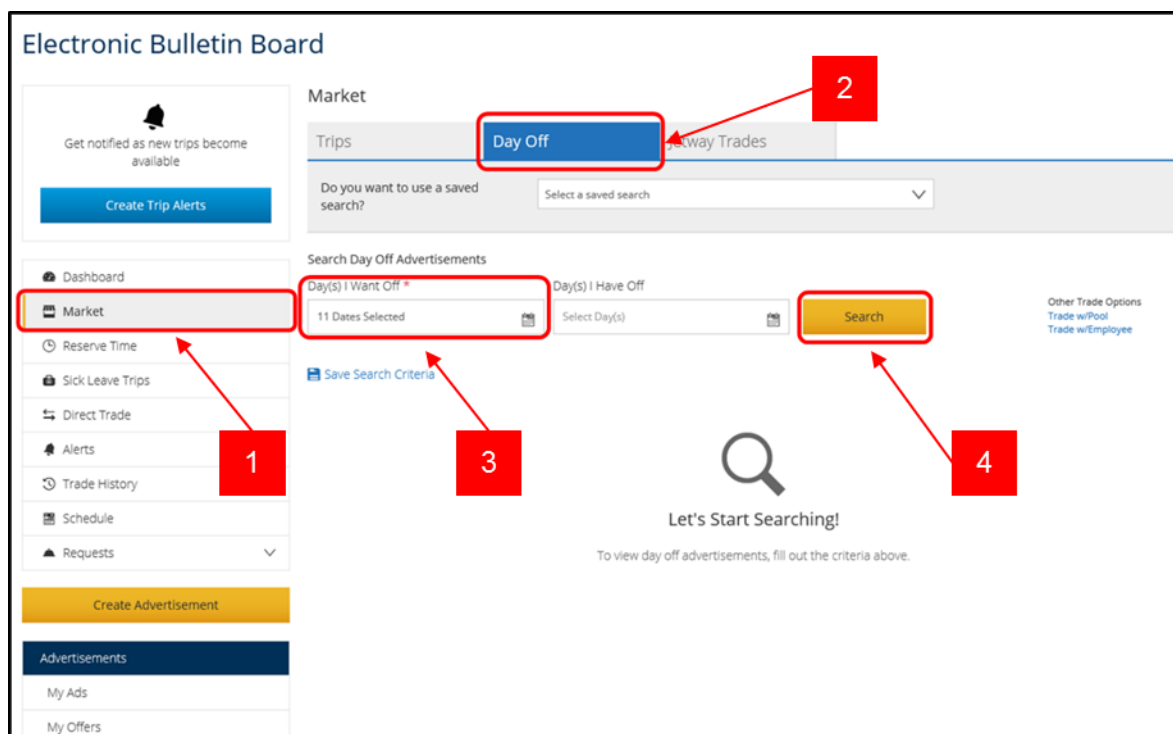 Electronic Bulletin Board
Get notified as new trips become
available
Create Trip Alerts
Dashboard
Market
Reserve Time
Sick Leave Trips
Direct Trade
Alerts
Trade History
Schedule
Requests
Create Advertisement
Advertisements
My Ads
My Offers
1
Market
2
Trips
Day Off
Trades
Do you want to use a saved
search?
Select a saved search
Search Day Off Advertisements
Day(s) I Want Off *
Day(s) I Have Off
11 Dates Selected
Select Day(s)
Search
Other Trade Options
Trade w/Pool
Trade w/Employee
Save Search Criteria
3
4
Let's Start Searching!
To view day off advertisements, fill out the criteria above.